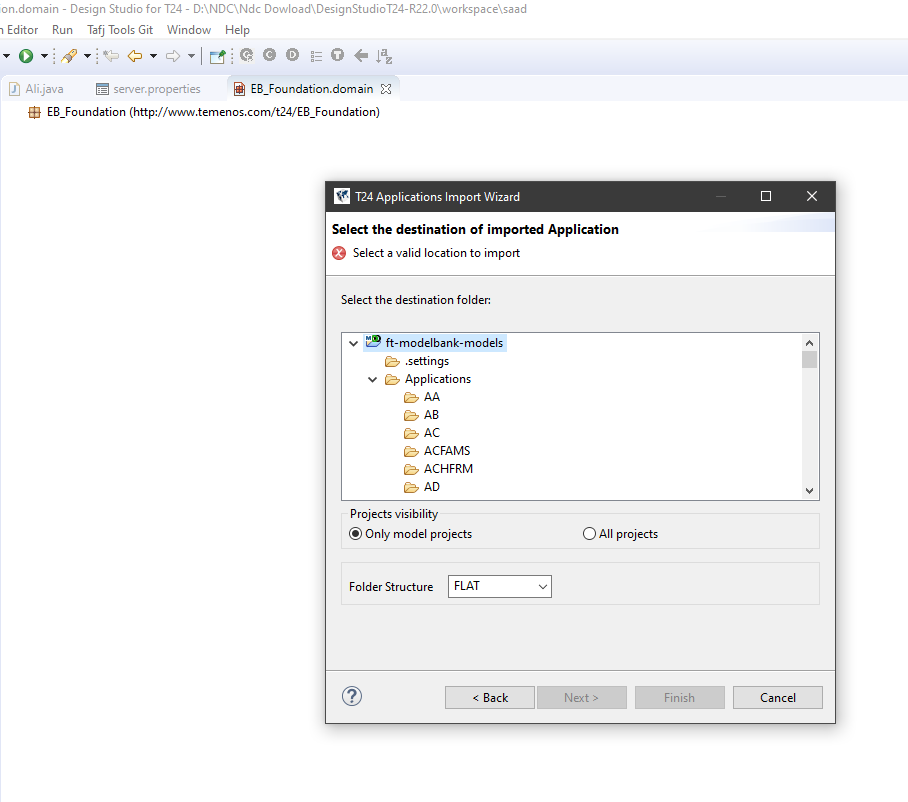 on.domain - Design Studio for T24 - D:\NDC\Ndc Dowload\DesignStudioT24-R22.0\workspace\saad
n Editor Run Tafj Tools Git Window Help
Ali.java server.properties EB_Foundation.domain
EB_Foundation (http://www.temenos.com/t24/EB_Foundation)
T24 Applications Import Wizard
Select the destination of imported Application
Select a valid location to import
Select the destination folder:
ft-modelbank-models
.settings
Applications
AA
AB
AC
ACFAMS
ACHFRM
AD
Projects visibility
Only model projects All projects
Folder Structure FLAT
< Back Next > Finish Cancel